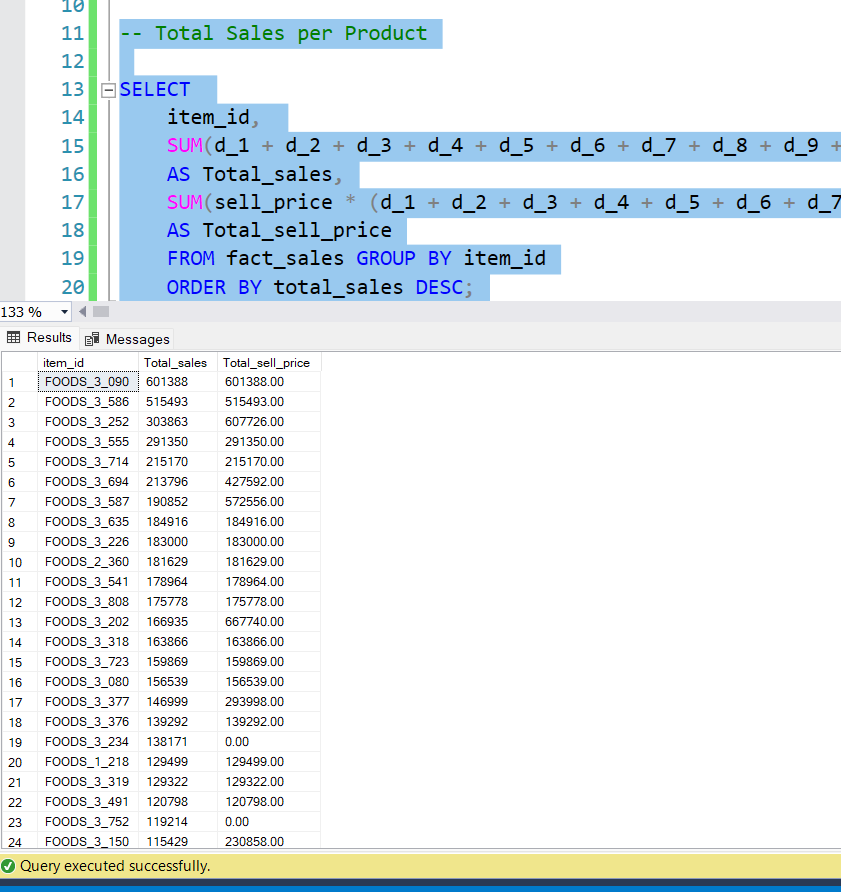 10
11 -- Total Sales per Product
12
13 SELECT
14 item_id,
15 SUM(d_1 + d_2 + d_3 + d_4 + d_5 + d_6 + d_7 + d_8 + d_9 +
16 AS Total_sales,
17 SUM(sell_price * (d_1 + d_2 + d_3 + d_4 + d_5 + d_6 + d_7
18 AS Total_sell_price
19 FROM fact_sales GROUP BY item_id
20 ORDER BY total_sales DESC;
133 %
Results Messages
item_id Total_sales Total_sell_price
1 FOODS_3_090 601388 601388.00
2 FOODS_3_586 515493 515493.00
3 FOODS_3_252 303863 607726.00
4 FOODS_3_555 291350 291350.00
5 FOODS_3_714 215170 215170.00
6 FOODS_3_694 213796 427592.00
7 FOODS_3_587 190852 572556.00
8 FOODS_3_635 184916 184916.00
9 FOODS_3_226 183000 183000.00
10 FOODS_2_360 181629 181629.00
11 FOODS_3_541 178964 178964.00
12 FOODS_3_808 175778 175778.00
13 FOODS_3_202 166935 667740.00
14 FOODS_3_318 163866 163866.00
15 FOODS_3_723 159869 159869.00
16 FOODS_3_080 156539 156539.00
17 FOODS_3_377 146999 293998.00
18 FOODS_3_376 139292 139292.00
19 FOODS_3_234 138171 0.00
20 FOODS_1_218 129499 129499.00
21 FOODS_3_319 129322 129322.00
22 FOODS_3_491 120798 120798.00
23 FOODS_3_752 119214 0.00
24 FOODS_3_150 115429 230858.00
Query executed successfully.